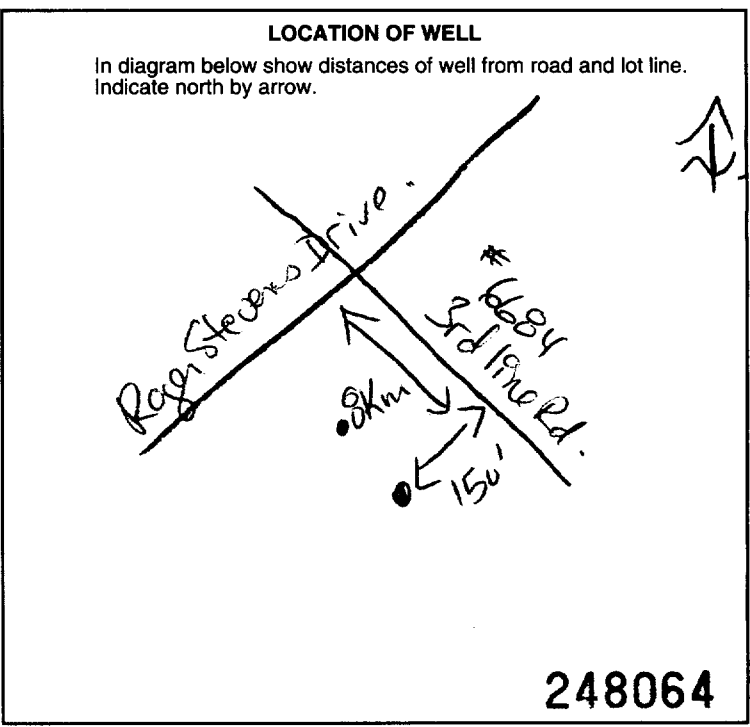 LOCATION OF WELL
In diagram below show distances of well from road and lot line.
Indicate north by arrow.
Roger Stevens Drive.
# 6684
3rd line Rd.
.8Km
150'
248064